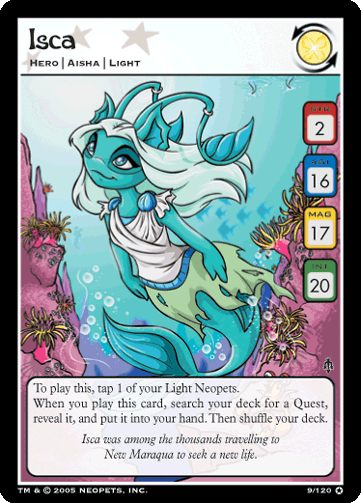 Isca
HERO | AISHA | LIGHT
STR
2
AGI
16
MAG
17
INT
20
To play this, tap 1 of your Light Neopets.
When you play this card, search your deck for a Quest,
reveal it, and put it into your hand. Then shuffle your deck.
Isca was among the thousands travelling to
New Maraqua to seek a new life.
TM & © 2005 NEOPETS, INC.
9/120